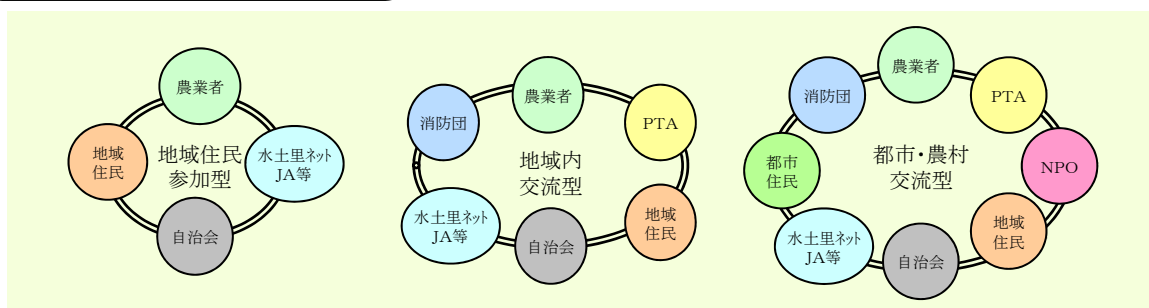 農業者
地域
住民
地域住民
参加型
水土里ネット
JA等
自治会
消防団
農業者
PTA
地域内
交流型
水土里ネット
JA等
自治会
地域
住民
消防団
農業者
PTA
都市
住民
都市・農村
交流型
NPO
水土里ネット
JA等
自治会
地域
住民